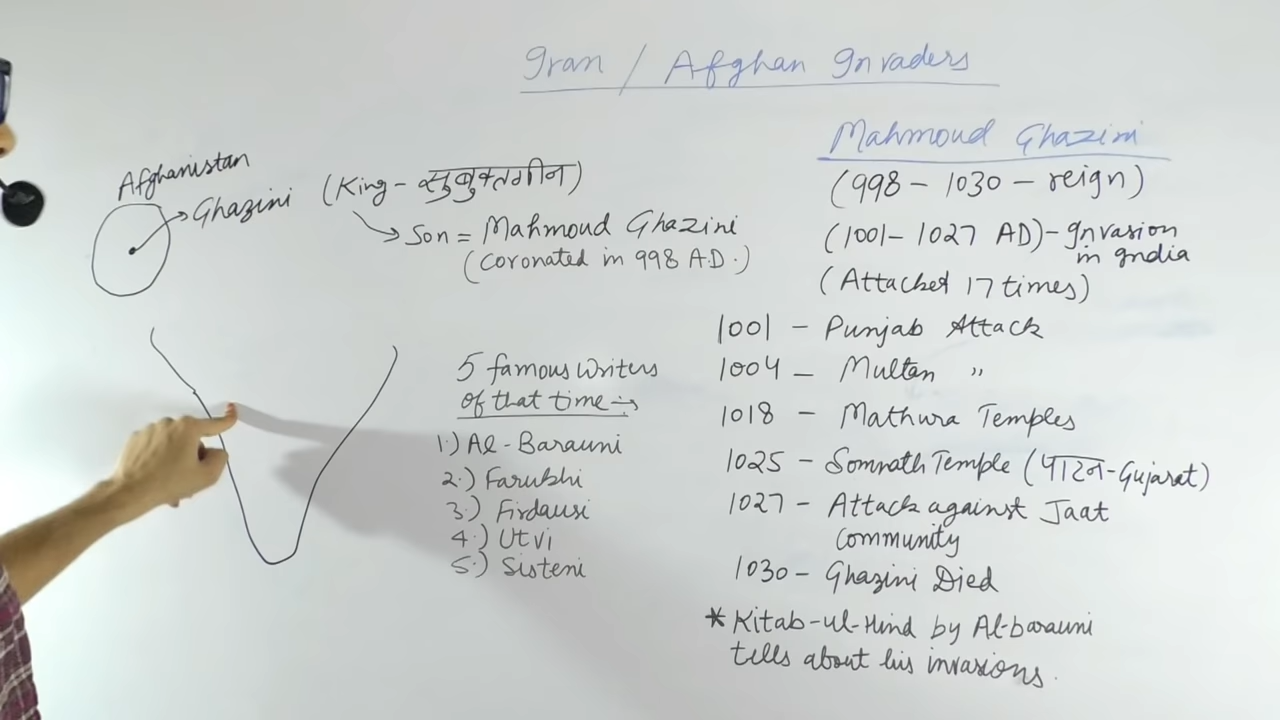 Iran / Afghan Invaders
Afghanistan
Ghazini (King - सुबुक्तगीन)
Son = Mahmoud Ghazini
(coronated in 998 A.D.)
5 famous writers
of that time :-
1.) Al-Barauni
2.) Farukhi
3.) Firdausi
4.) Utvi
5.) Sisteni
Mahmoud Ghazini
(998 - 1030 - reign)
(1001 - 1027 AD) - Invasion
in India
(Attacked 17 times)
1001 - Punjab Attack
1004 - Multan "
1018 - Mathura Temples
1025 - Somnath Temple (पाटन - Gujarat)
1027 - Attack against Jaat
community
1030 - Ghazini Died
* Kitab-ul-Hind by Al-barauni
tells about his invasions.